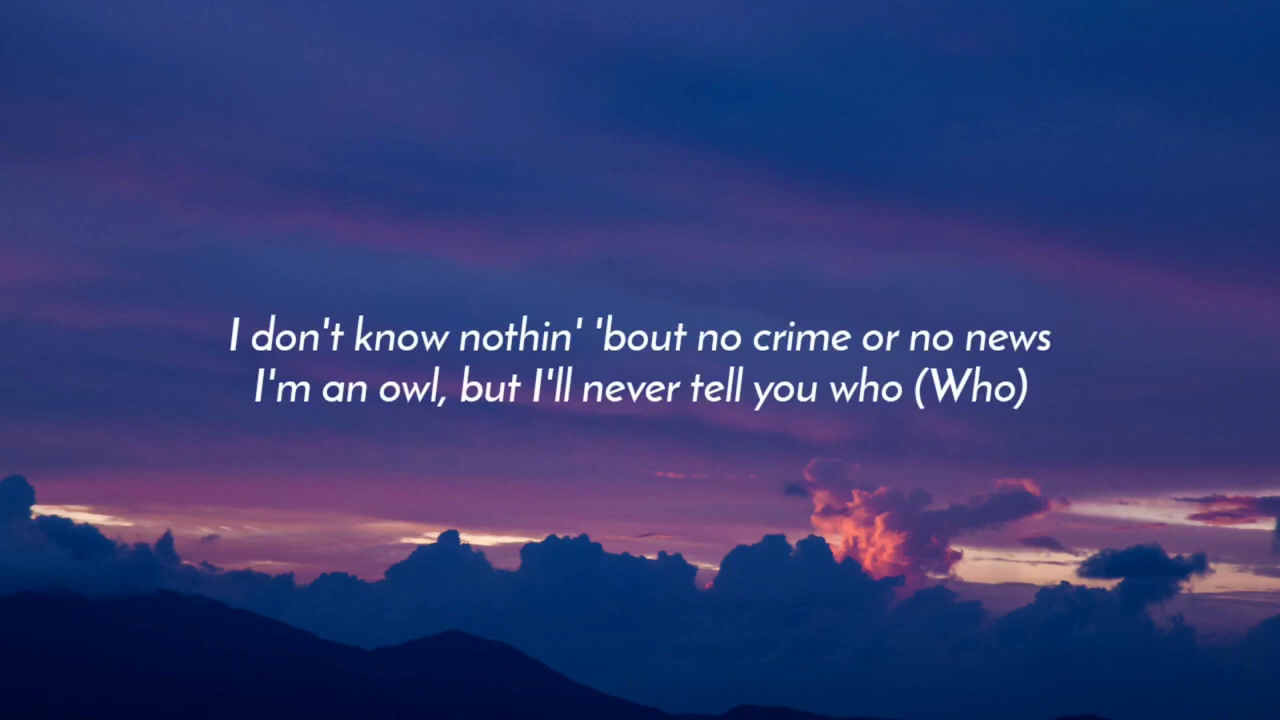 I don't know nothin' 'bout no crime or no news
I'm an owl, but I'll never tell you who (Who)